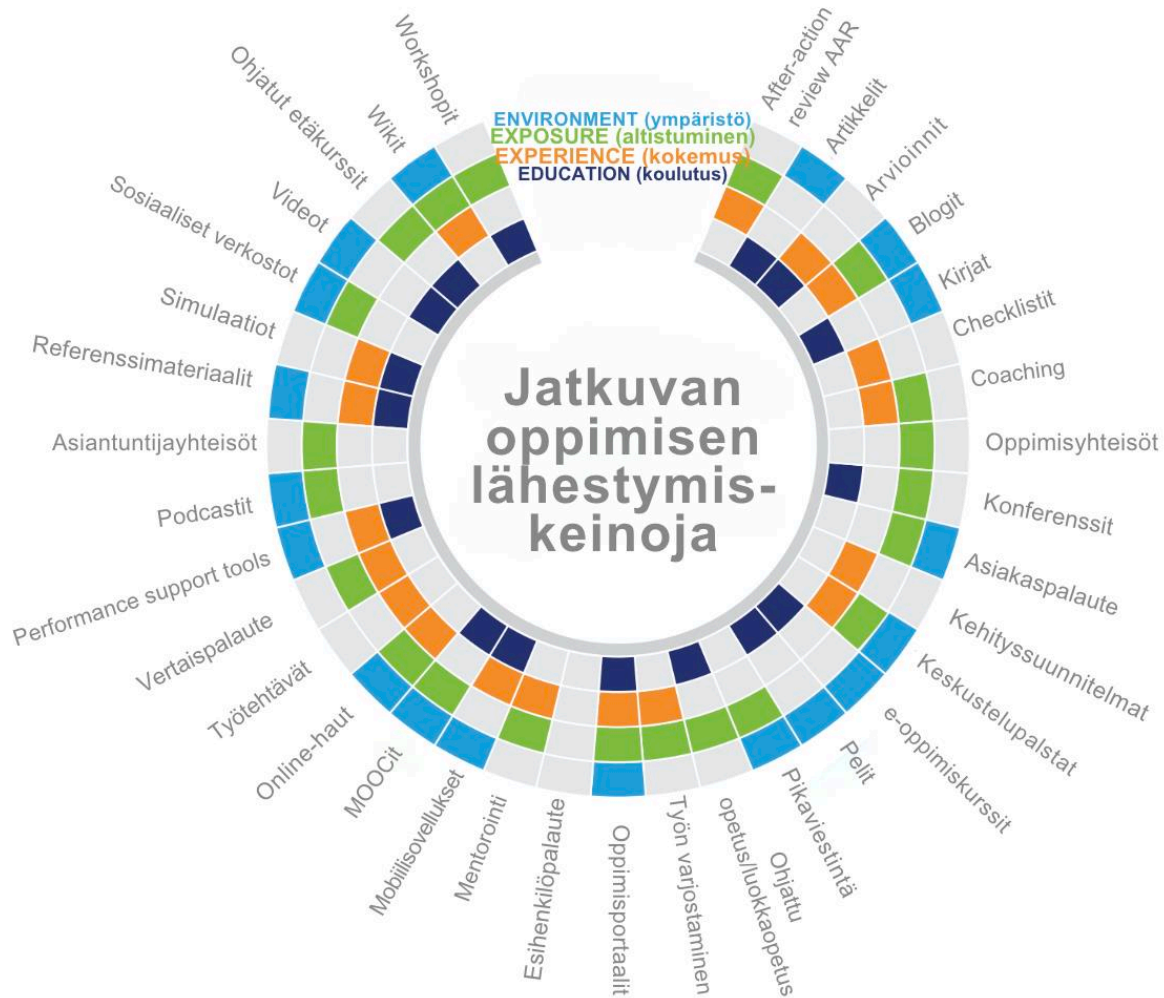 ENVIRONMENT (ympäristö)
EXPOSURE (altistuminen)
EXPERIENCE (kokemus)
EDUCATION (koulutus)
Jatkuvan
oppimisen
lähestymis-
keinoja
After-action
review AAR
Artikkelit
Arvioinnit
Blogit
Kirjat
Checklistit
Coaching
Oppimisyhteisöt
Konferenssit
Asiakaspalaute
Kehityssuunnitelmat
Keskustelupalstat
e-oppimiskurssit
Pelit
Pikaviestintä
Ohjattu
opetus/luokkaopetus
Työn varjostaminen
Oppimisportaalit
Esihenkilöpalaute
Mentorointi
Mobiilisovellukset
MOOCit
Online-haut
Työtehtävät
Vertaispalaute
Performance support tools
Podcastit
Asiantuntijayhteisöt
Referenssimateriaalit
Simulaatiot
Sosiaaliset verkostot
Videot
Ohjatut etäkurssit
Wikit
Workshopit